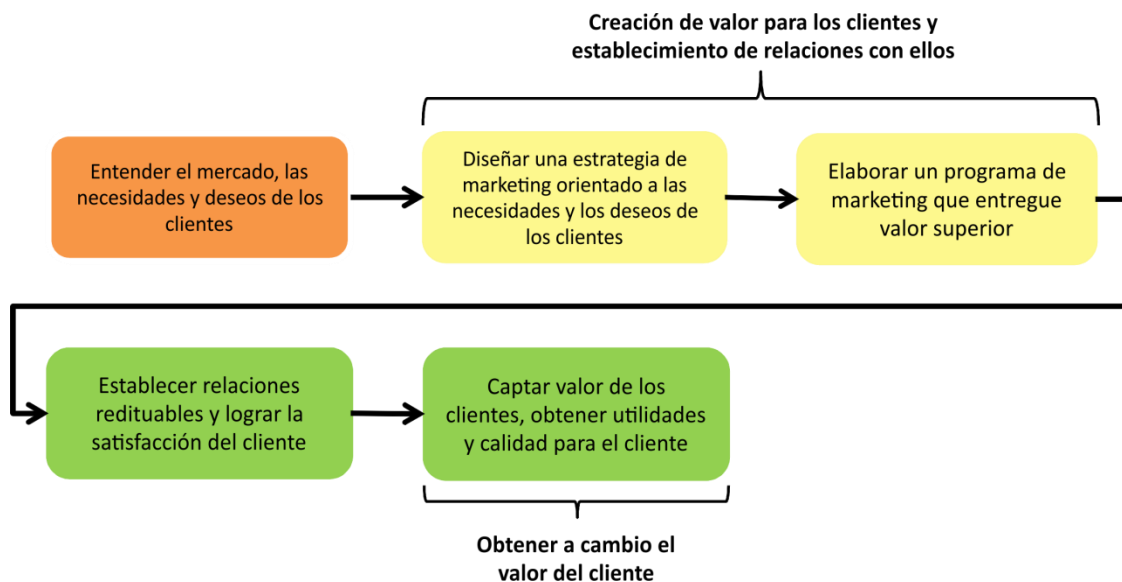 Creación de valor para los clientes y
establecimiento de relaciones con ellos
Entender el mercado, las
necesidades y deseos de los
clientes
Diseñar una estrategia de
marketing orientado a las
necesidades y los deseos de
los clientes
Elaborar un programa de
marketing que entregue
valor superior
Establecer relaciones
redituables y lograr la
satisfacción del cliente
Captar valor de los
clientes, obtener utilidades
y calidad para el cliente
Obtener a cambio el
valor del cliente